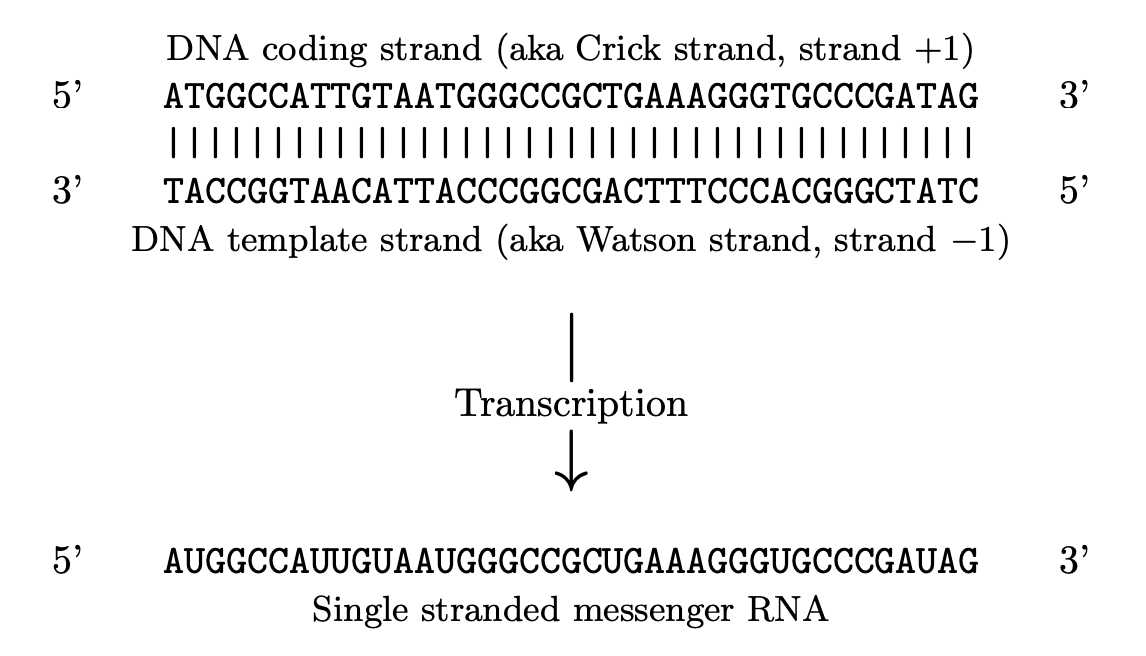 DNA coding strand (aka Crick strand, strand +1)
5’ ATGGCCATTGTAATGGGCCGCTGAAAGGGTGCCCGATAG 3’
|||||||||||||||||||||||||||||||||||||||
3’ TACCGGTAACATTACCCGGCGACTTTCCCACGGGCTATC 5’
DNA template strand (aka Watson strand, strand −1)
Transcription
5’ AUGGCCAUUGUAAUGGGCCGCUGAAAGGGUGCCCGAUAG 3’
Single stranded messenger RNA